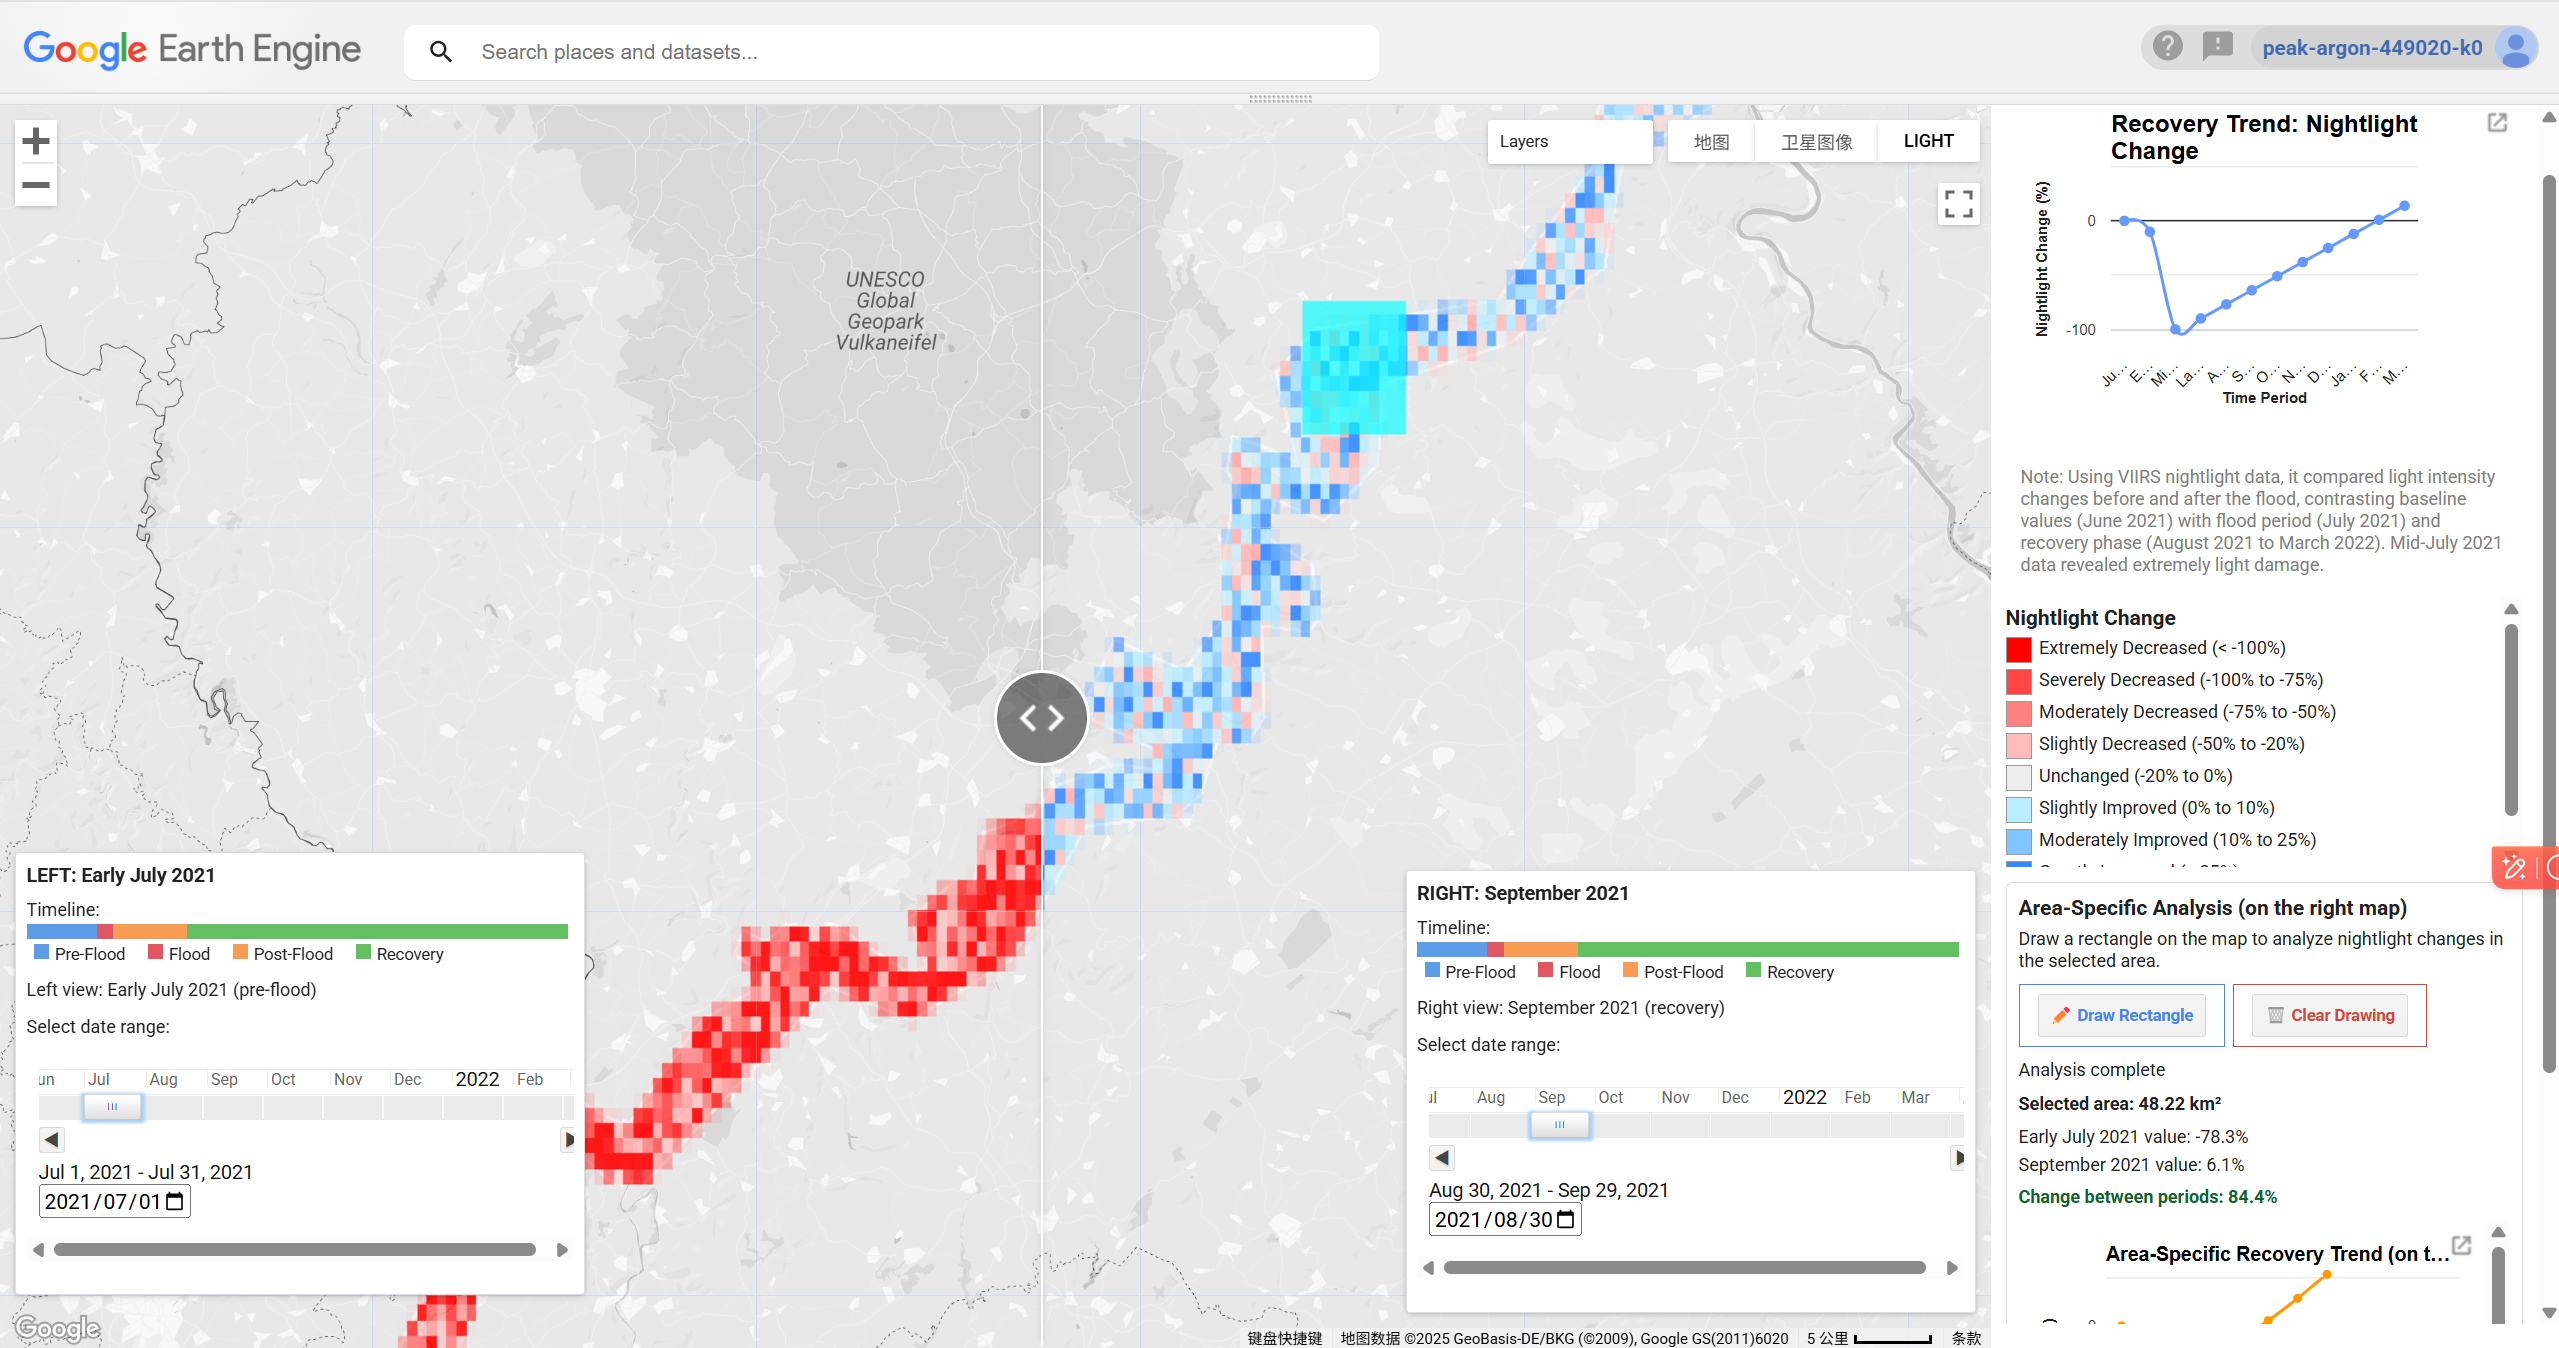 Google Earth Engine
Search places and datasets...
peak-argon-449020-k0
Layers
地图
卫星图像
LIGHT
UNESCO
Global
Geopark
Vulkaneifel
LEFT: Early July 2021
Timeline:
Pre-Flood Flood Post-Flood Recovery
Left view: Early July 2021 (pre-flood)
Select date range:
un Jul Aug Sep Oct Nov Dec 2022 Feb
Jul 1, 2021 - Jul 31, 2021
2021/07/01
RIGHT: September 2021
Timeline:
Pre-Flood Flood Post-Flood Recovery
Right view: September 2021 (recovery)
Select date range:
Aug Sep Oct Nov Dec 2022 Feb Mar
Aug 30, 2021 - Sep 29, 2021
2021/08/30
Google
键盘快捷键 地图数据 ©2025 GeoBasis-DE/BKG (©2009), Google GS(2011)6020 5 公里 条款
Recovery Trend: Nightlight
Change
Nightlight Change (%)
0
-100
Ju... E... Mi... La... A... S... O... N... D... Ja... F... M...
Time Period
Note: Using VIIRS nightlight data, it compared light intensity
changes before and after the flood, contrasting baseline
values (June 2021) with flood period (July 2021) and
recovery phase (August 2021 to March 2022). Mid-July 2021
data revealed extremely light damage.
Nightlight Change
Extremely Decreased (< -100%)
Severely Decreased (-100% to -75%)
Moderately Decreased (-75% to -50%)
Slightly Decreased (-50% to -20%)
Unchanged (-20% to 0%)
Slightly Improved (0% to 10%)
Moderately Improved (10% to 25%)
Area-Specific Analysis (on the right map)
Draw a rectangle on the map to analyze nightlight changes in
the selected area.
Draw Rectangle
Clear Drawing
Analysis complete
Selected area: 48.22 km²
Early July 2021 value: -78.3%
September 2021 value: 6.1%
Change between periods: 84.4%
Area-Specific Recovery Trend (on t...